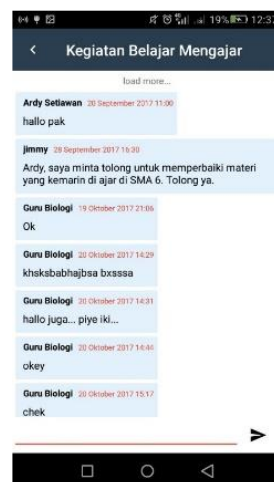 19% 12:37
Kegiatan Belajar Mengajar
load more...
Ardy Setiawan 20 September 2017 11:00
hallo pak
jimmy 28 September 2017 16:30
Ardy, saya minta tolong untuk memperbaiki materi
yang kemarin di ajar di SMA 6. Tolong ya.
Guru Biologi 19 Oktober 2017 21:06
Ok
Guru Biologi 20 Oktober 2017 14:29
khsksbabhajbsa bxsssa
Guru Biologi 20 Oktober 2017 14:31
hallo juga... piye iki...
Guru Biologi 20 Oktober 2017 14:44
okey
Guru Biologi 20 Oktober 2017 15:17
chek